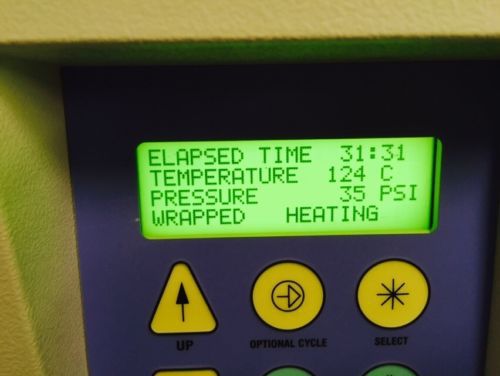 ELAPSED TIME 31:31
TEMPERATURE 124 C
PRESSURE 35 PSI
WRAPPED HEATING
UP OPTIONAL CYCLE SELECT